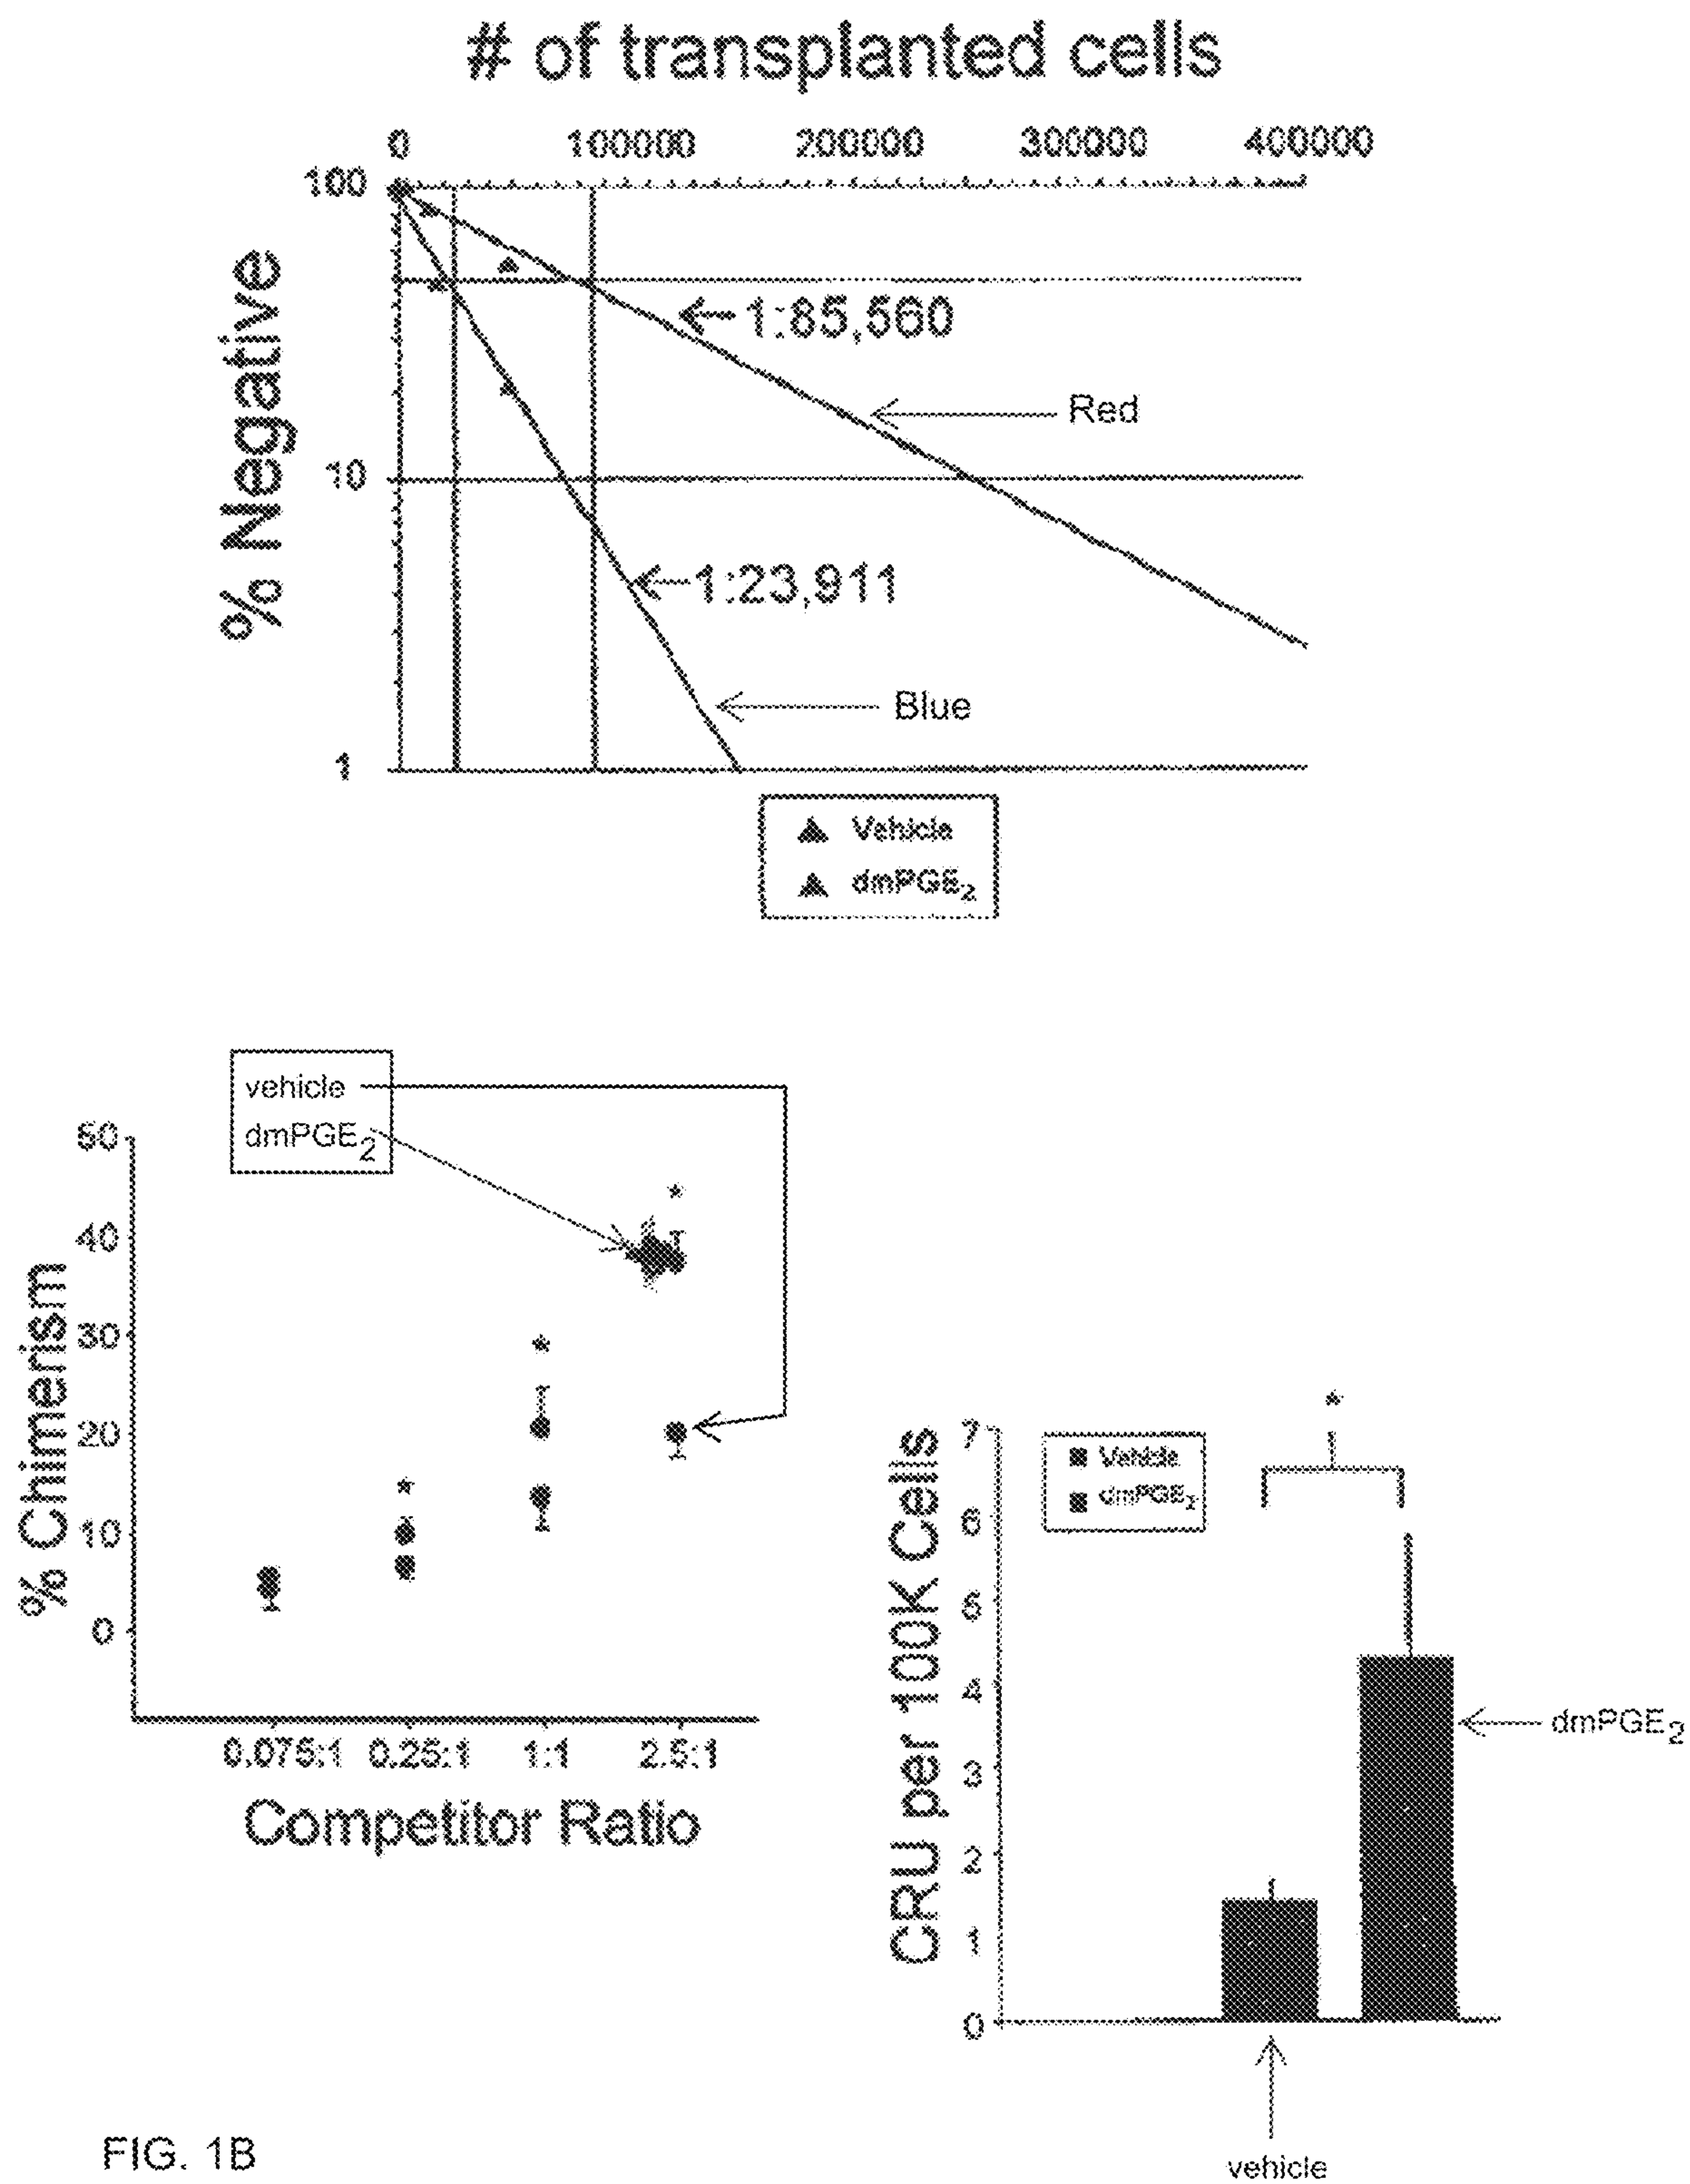 # of transplanted cells
0 100000 200000 300000 400000
100
10
1
% Negative
←1:85,560
Red
←1:23,911
Blue
▲ Vehicle
▲ dmPGE₂
vehicle
dmPGE₂
50
40
30
20
10
0
% Chimerism
*
*
*
0.075:1 0.25:1 1:1 2.5:1
Competitor Ratio
*
7
6
5
4
3
2
1
0
CRU per 100K Cells
■ Vehicle
■ dmPGE₂
dmPGE₂
vehicle
FIG. 1B